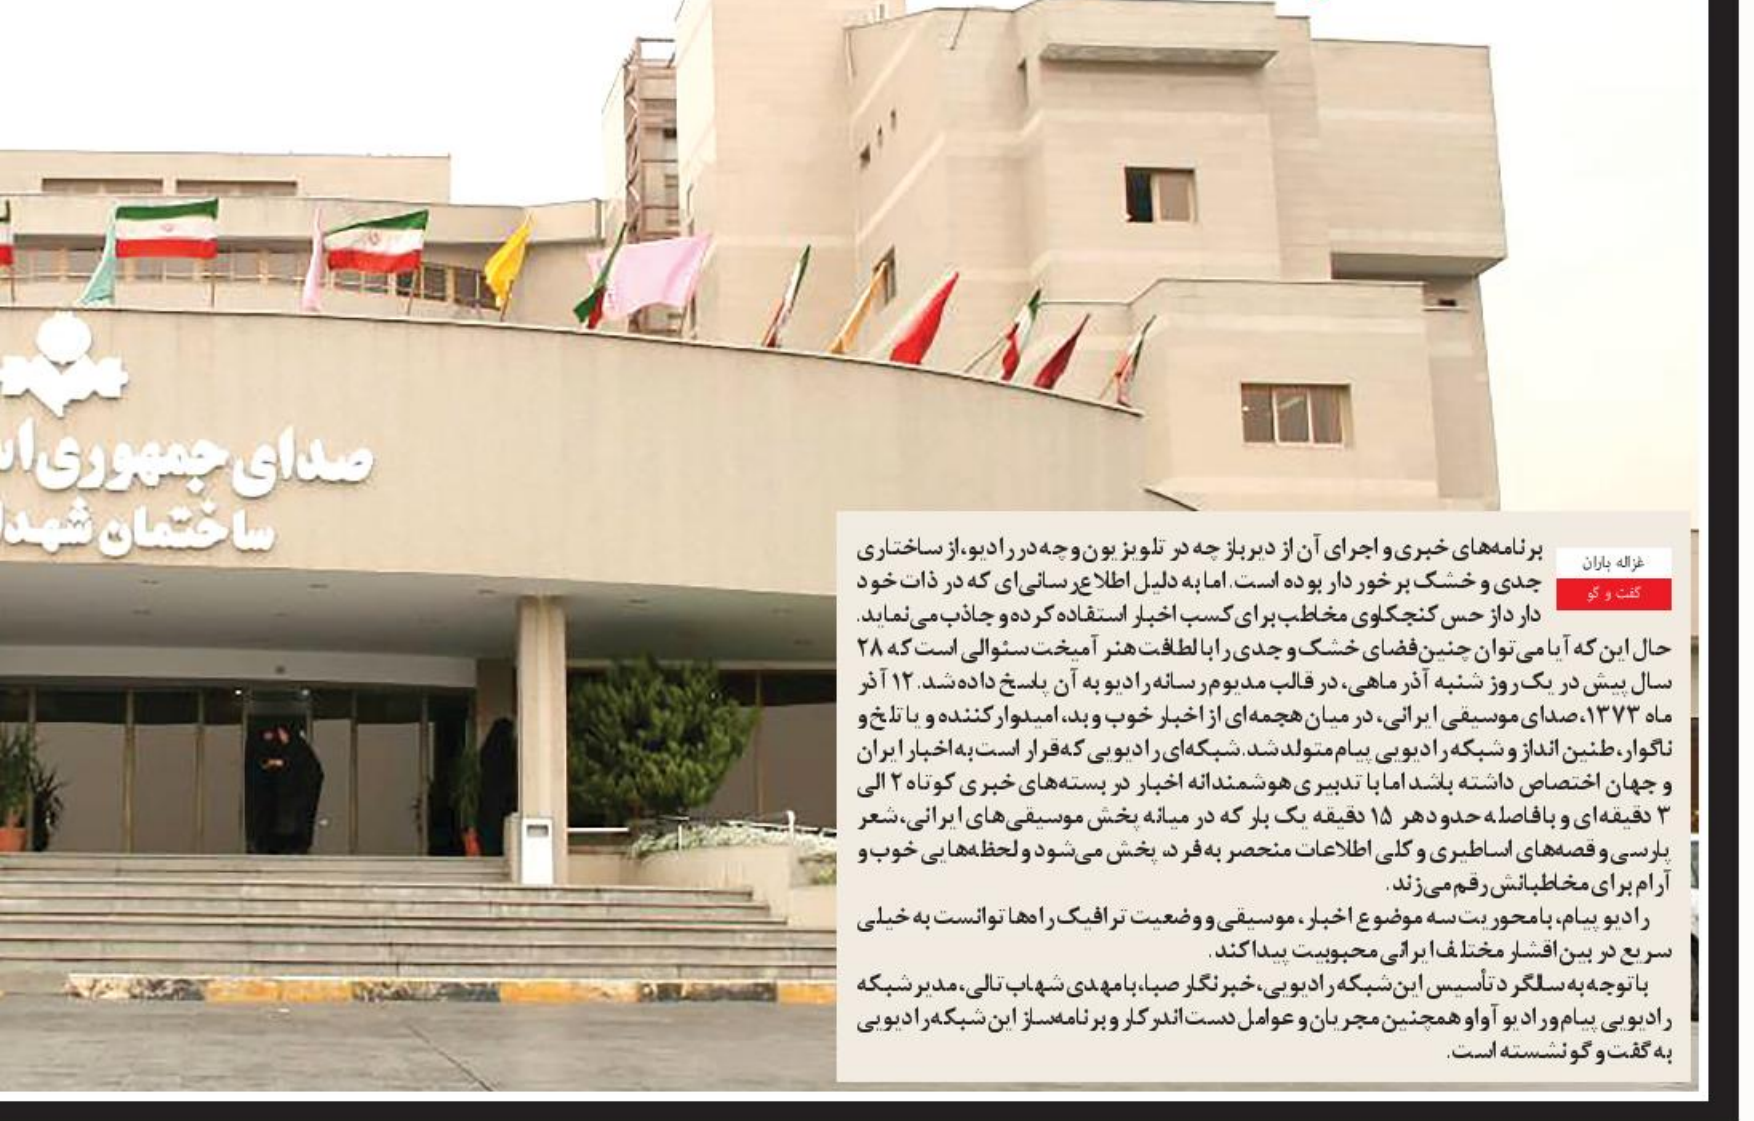 صدای جمهوری اس
ساختمان شهدا
غزاله باران
گفت و گو
برنامه‌های خبری و اجرای آن از دیرباز چه در تلویزیون و چه در رادیو، از ساختاری
جدی و خشک برخوردار بوده است. اما به دلیل اطلاع‌رسانی‌ای که در ذات خود
دارد از حس کنجکاوی مخاطب برای کسب اخبار استفاده کرده و جاذب می‌نماید.
حال این که آیا می‌توان چنین فضای خشک و جدی را با لطافت هنر آمیخت سئوالی است که ۲۸
سال پیش در یک روز شنبه آذر ماهی، در قالب مدیوم رسانه رادیو به آن پاسخ داده شد. ۱۲ آذر
ماه ۱۳۷۳، صدای موسیقی ایرانی، در میان هجمه‌ای از اخبار خوب و بد، امیدوار کننده و یا تلخ و
ناگوار، طنین انداز و شبکه رادیویی پیام متولد شد. شبکه‌ای رادیویی که قرار است به اخبار ایران
و جهان اختصاص داشته باشد اما با تدبیری هوشمندانه اخبار در بسته‌های خبری کوتاه ۲ الی
۳ دقیقه‌ای و با فاصله حدود هر ۱۵ دقیقه یک بار که در میانه پخش موسیقی‌های ایرانی، شعر
پارسی و قصه‌های اساطیری و کلی اطلاعات منحصر به فرد، پخش می‌شود و لحظه‌هایی خوب و
آرام برای مخاطبانش رقم می‌زند.
رادیو پیام، با محوریت سه موضوع اخبار، موسیقی و وضعیت ترافیک راه‌ها توانست به خیلی
سریع در بین اقشار مختلف ایرانی محبوبیت پیدا کند.
با توجه به سالگرد تأسیس این شبکه رادیویی، خبرنگار صبا، با مهدی شهاب تالی، مدیر شبکه
رادیویی پیام و رادیو آوا و همچنین مجریان و عوامل دست‌اندرکار و برنامه‌ساز این شبکه رادیویی
به گفت و گو نشسته است.